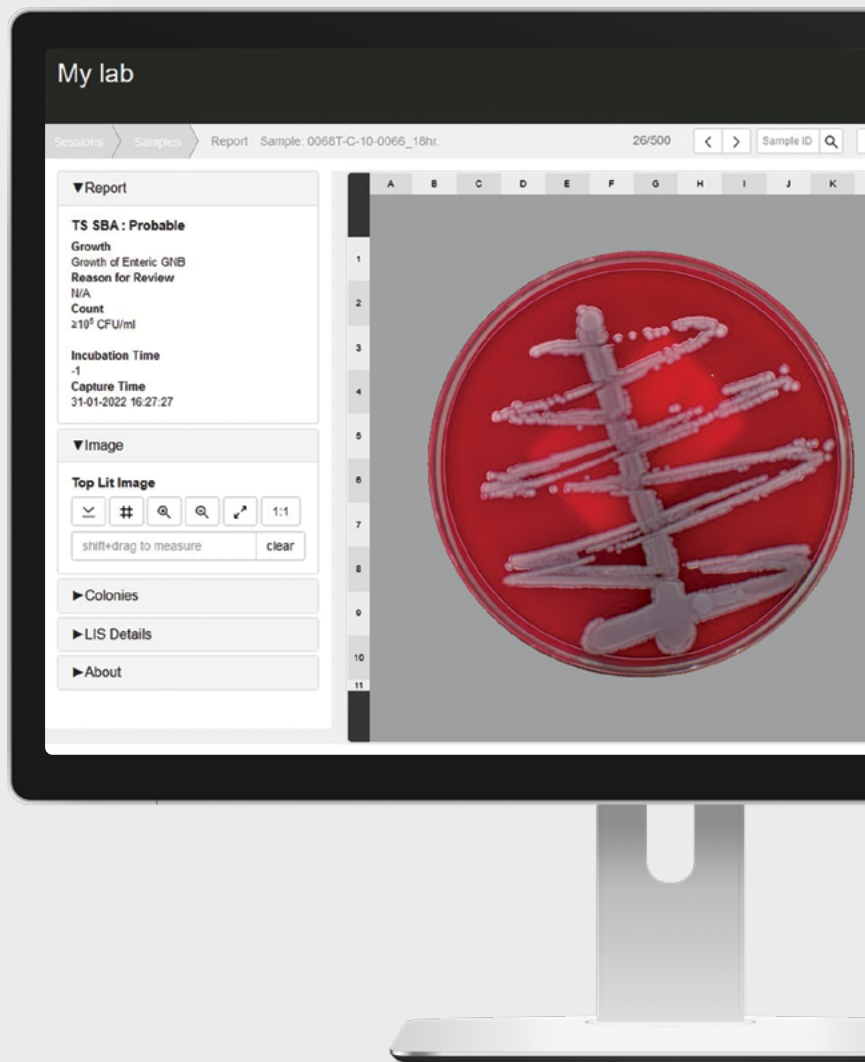 My lab
Sessions Samples Report Sample: 0068T-C-10-0066_18hr. 26/500 < > Sample ID
▼Report
TS SBA : Probable
Growth
Growth of Enteric GNB
Reason for Review
N/A
Count
≥10⁵ CFU/ml
Incubation Time
-1
Capture Time
31-01-2022 16:27:27
▼Image
Top Lit Image
# 1:1
shift+drag to measure clear
►Colonies
►LIS Details
►About
A B C D E F G H I J K
1
2
3
4
5
6
7
8
9
10
11